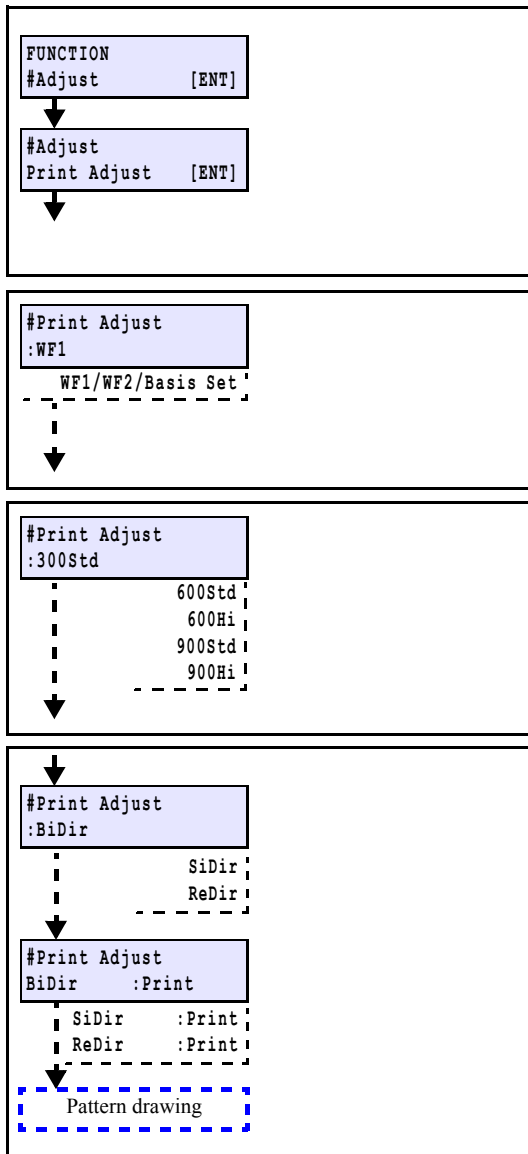 FUNCTION
#Adjust [ENT]
#Adjust
Print Adjust [ENT]
#Print Adjust
:WF1
WF1/WF2/Basis Set
#Print Adjust
:300Std
600Std
600Hi
900Std
900Hi
#Print Adjust
:BiDir
SiDir
ReDir
#Print Adjust
BiDir :Print
SiDir :Print
ReDir :Print
Pattern drawing